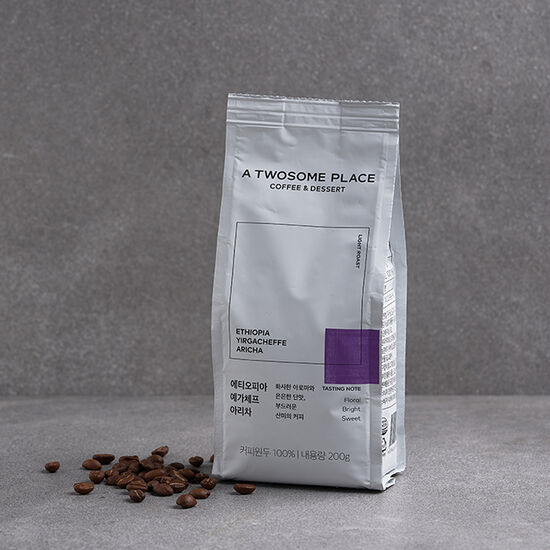 A TWOSOME PLACE
COFFEE & DESSERT
LIGHT ROAST
ETHIOPIA
YIRGACHEFFE
ARICHA
에티오피아
예가체프
아리차
화사한 아로마와
은은한 단맛,
부드러운
산미의 커피
TASTING NOTE
Floral
Bright
Sweet
커피원두 100% | 내용량 200g